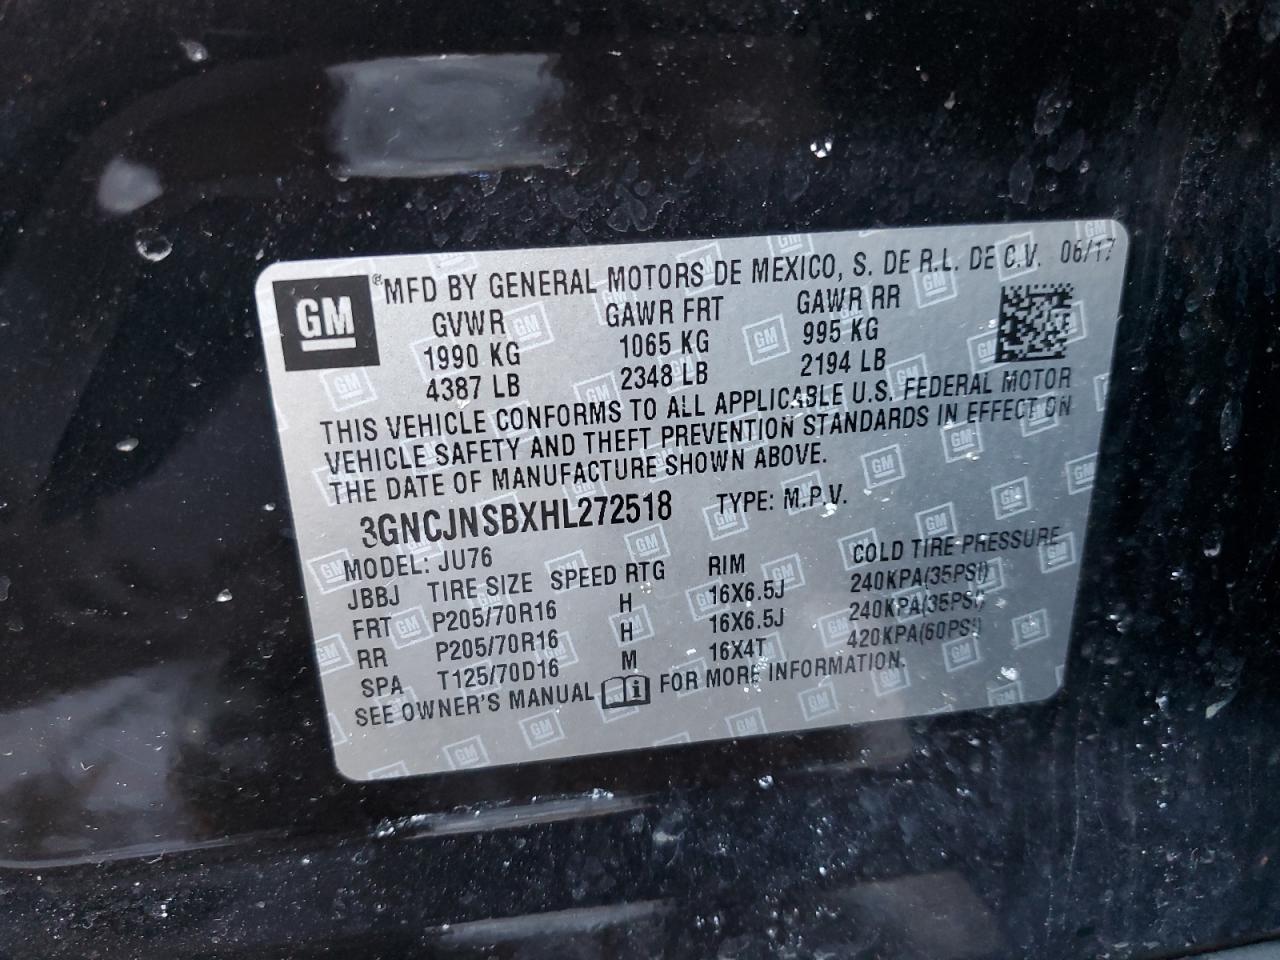 GM
® MFD BY GENERAL MOTORS DE MEXICO, S. DE R.L. DE C.V. 06/17
GVWR GAWR FRT GAWR RR
1990 KG 1065 KG 995 KG
4387 LB 2348 LB 2194 LB
THIS VEHICLE CONFORMS TO ALL APPLICABLE U.S. FEDERAL MOTOR
VEHICLE SAFETY AND THEFT PREVENTION STANDARDS IN EFFECT ON
THE DATE OF MANUFACTURE SHOWN ABOVE.
3GNCJNSBXHL272518 TYPE: M.P.V.
MODEL: JU76
JBBJ TIRE SIZE SPEED RTG RIM COLD TIRE PRESSURE
FRT P205/70R16 H 16X6.5J 240KPA(35PSI)
RR P205/70R16 H 16X6.5J 240KPA(35PSI)
SPA T125/70D16 M 16X4T 420KPA(60PSI)
SEE OWNER'S MANUAL i FOR MORE INFORMATION.